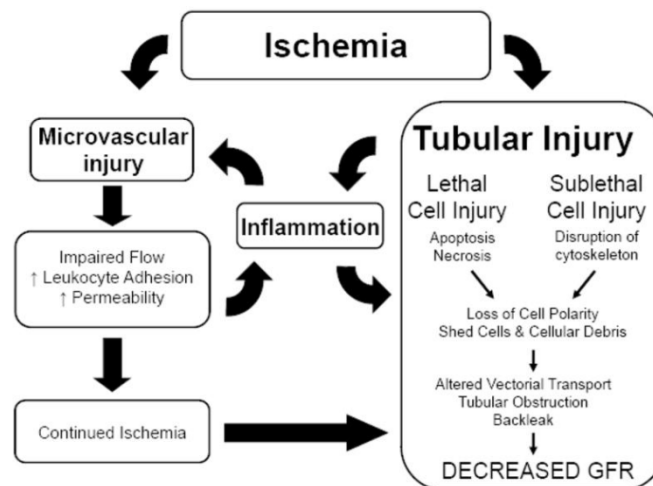 Ischemia
Microvascular
injury
Impaired Flow
↑ Leukocyte Adhesion
↑ Permeability
Continued Ischemia
Inflammation
Tubular Injury
Lethal
Cell Injury
Apoptosis
Necrosis
Sublethal
Cell Injury
Disruption of
cytoskeleton
Loss of Cell Polarity
Shed Cells & Cellular Debris
Altered Vectorial Transport
Tubular Obstruction
Backleak
DECREASED GFR